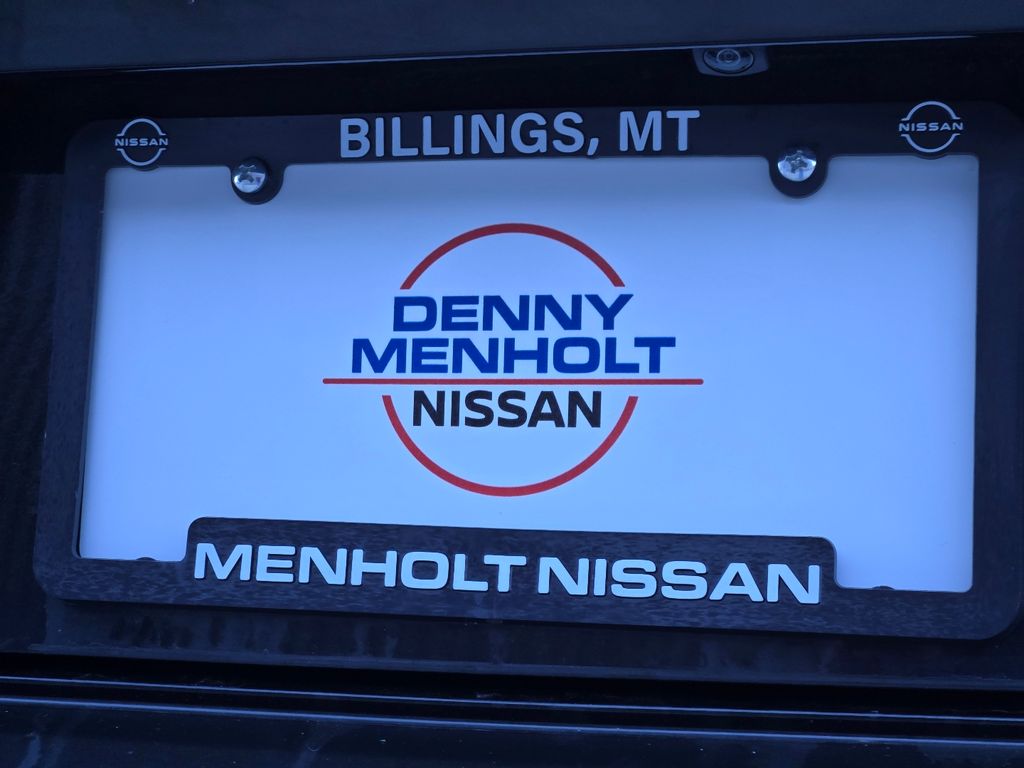 BILLINGS, MT
NISSAN
NISSAN
DENNY
MENHOLT
NISSAN
MENHOLT NISSAN